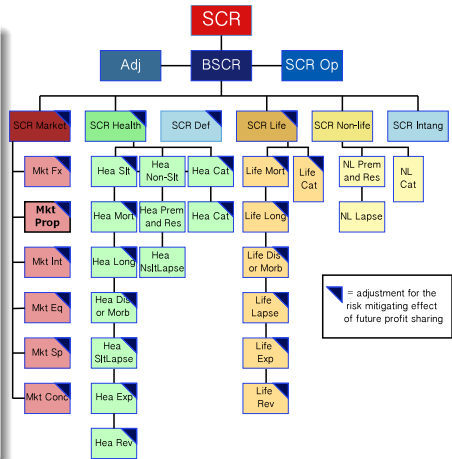 SCR
Adj
BSCR
SCR Op
SCR Market
SCR Health
SCR Def
SCR Life
SCR Non-life
SCR Intang
Mkt Fx
Hea Slt
Hea
Non-Slt
Hea Cat
Life Mort
Life
Cat
NL Prem
and Res
NL
Cat
Mkt
Prop
Hea Mort
Hea Prem
and Res
Hea Cat
Life Long
NL Lapse
Mkt Int
Hea Long
Hea
NsltLapse
Life Dis
or Morb
Mkt Eq
Hea Dis
or Morb
Life
Lapse
= adjustment for the
risk mitigating effect
of future profit sharing
Mkt Sp
Hea
SltLapse
Life
Exp
Mkt Conc
Hea Exp
Life
Rev
Hea Rev